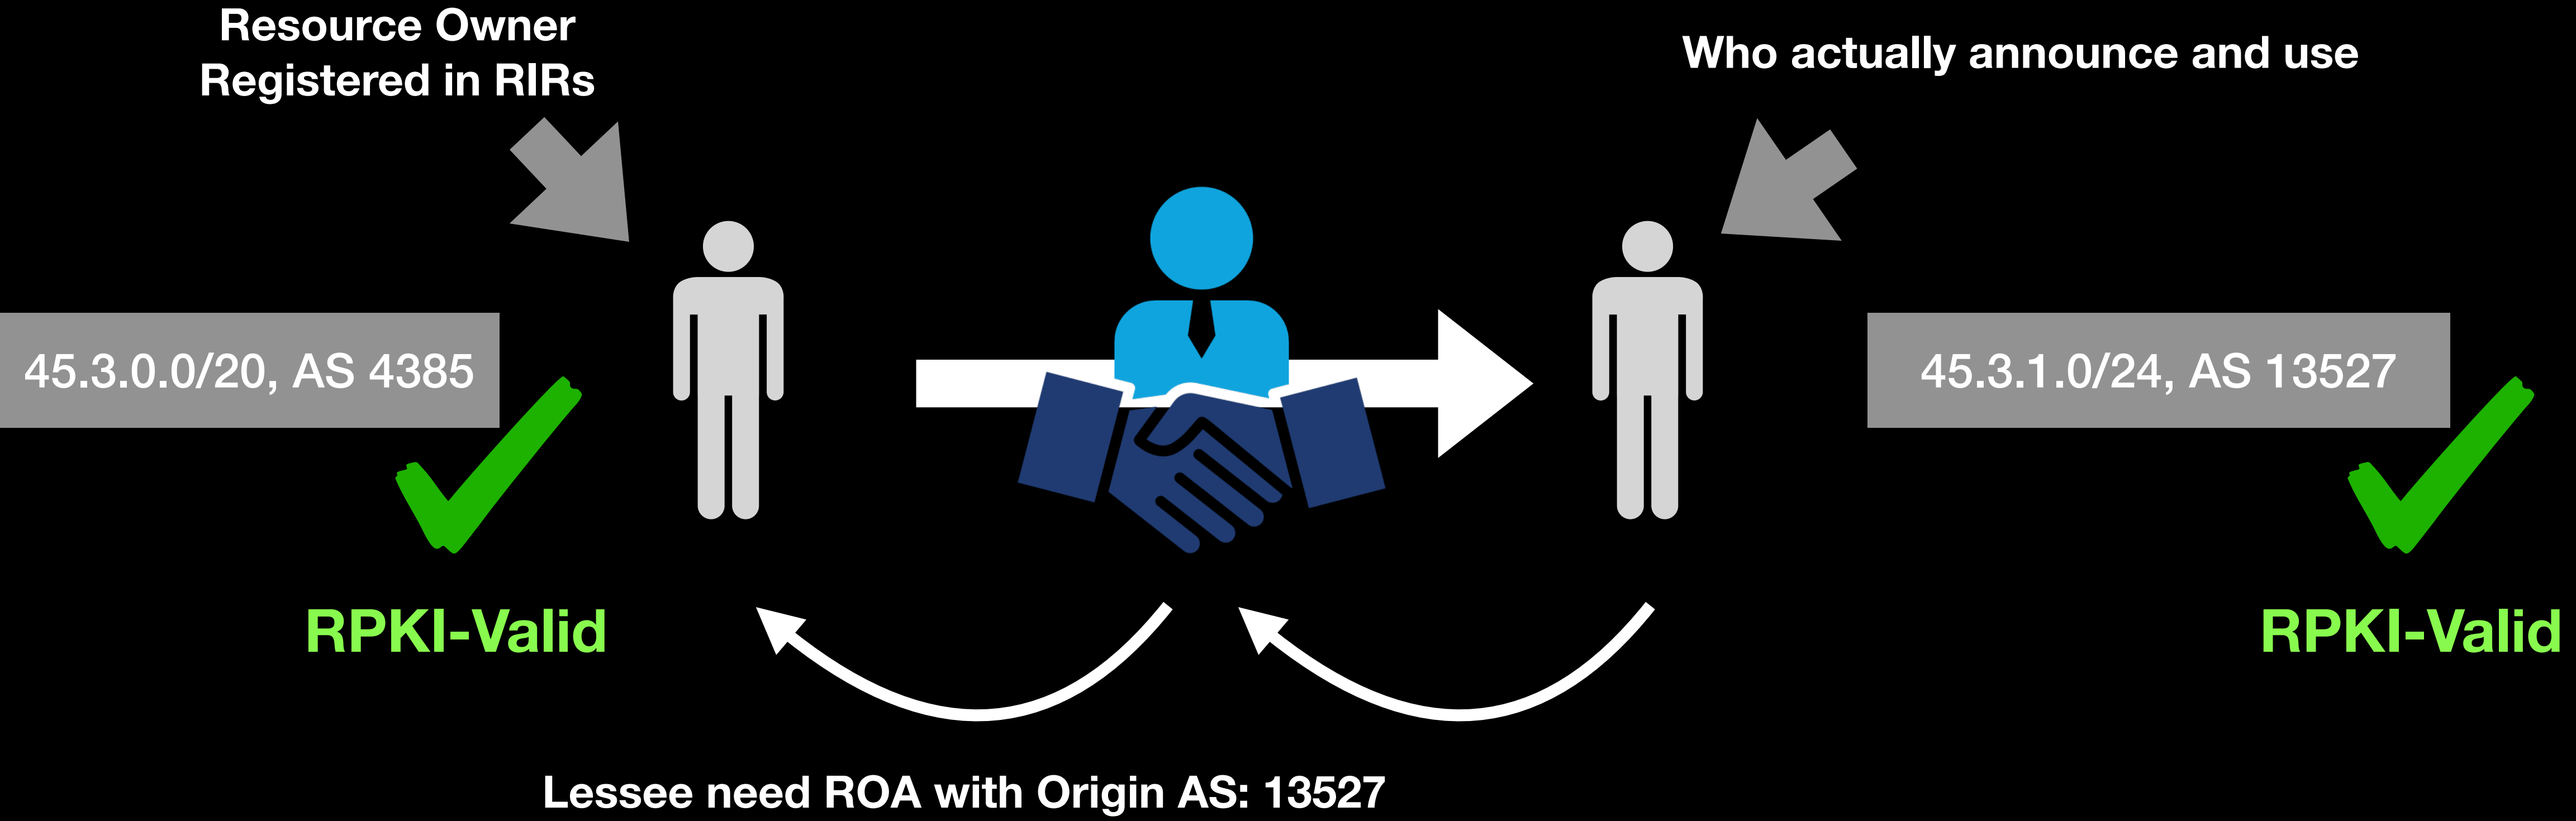 Resource Owner
Registered in RIRs
Who actually announce and use
45.3.0.0/20, AS 4385
45.3.1.0/24, AS 13527
RPKI-Valid
RPKI-Valid
Lessee need ROA with Origin AS: 13527